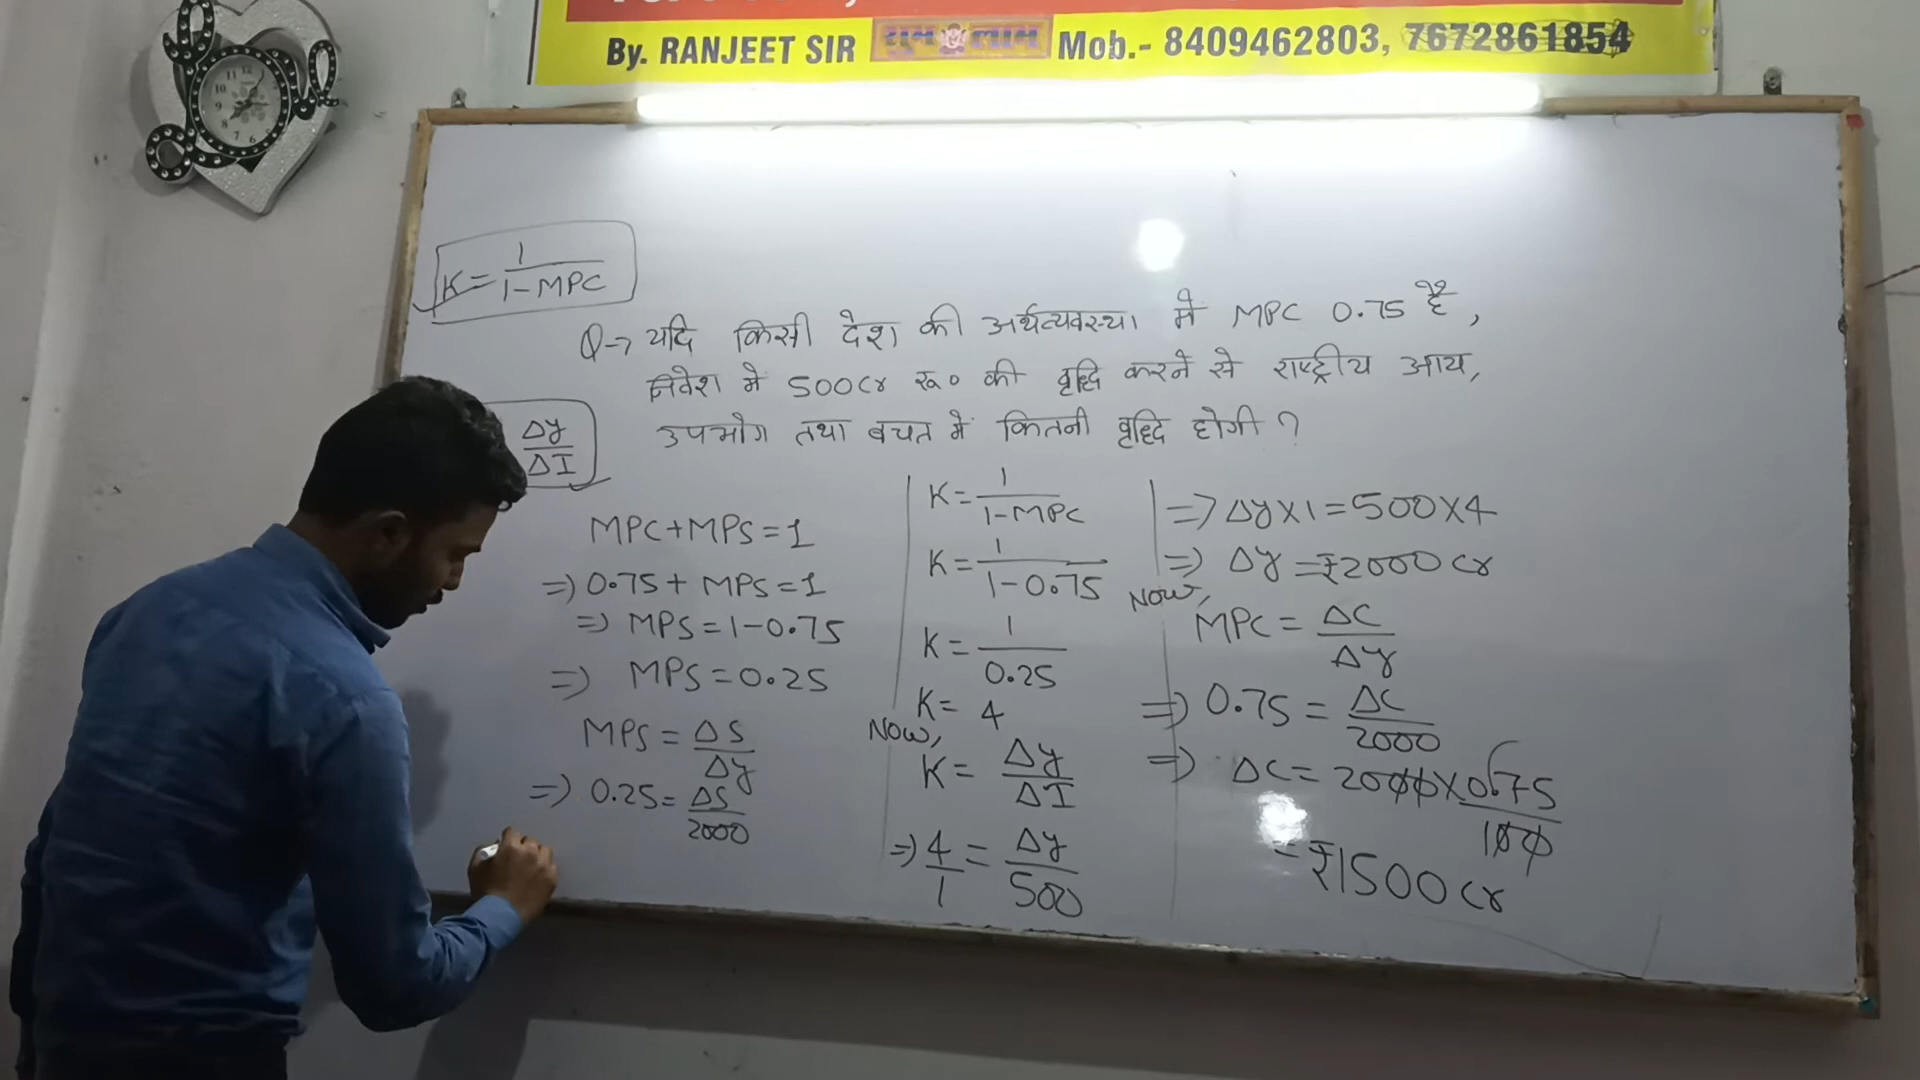 By. RANJEET SIR राम नाम Mob.- 8409462803, 7672861854
K = 1/1-MPC
Q→ यदि किसी देश की अर्थव्यवस्था में MPC 0.75 है,
निवेश में 500Cr रू० की वृद्धि करने से राष्ट्रीय आय,
उपभोग तथा बचत में कितनी वृद्धि होगी ?
Δy/ΔI
MPC+MPS=1
=> 0.75+ MPS=1
=> MPS=1-0.75
=> MPS=0.25
MPS = ΔS/Δy
=> 0.25= ΔS/2000
K= 1/1-MPC
K= 1/1-0.75
K= 1/0.25
K= 4
Now,
K= Δy/ΔI
=> 4/1 = Δy/500
=> Δy×1=500×4
=> Δy =₹2000 Cr
Now,
MPC = ΔC/Δy
=> 0.75 = ΔC/2000
=> ΔC= 2000×0.75/100
= ₹1500 Cr